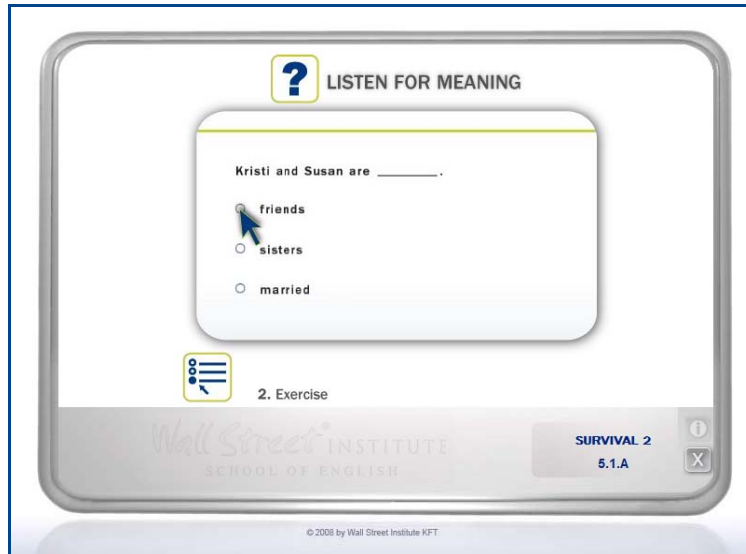 ? LISTEN FOR MEANING
Kristi and Susan are ________.
friends
sisters
married
2. Exercise
Wall Street INSTITUTE
SCHOOL OF ENGLISH
SURVIVAL 2
5.1.A
i
X
© 2008 by Wall Street Institute KFT